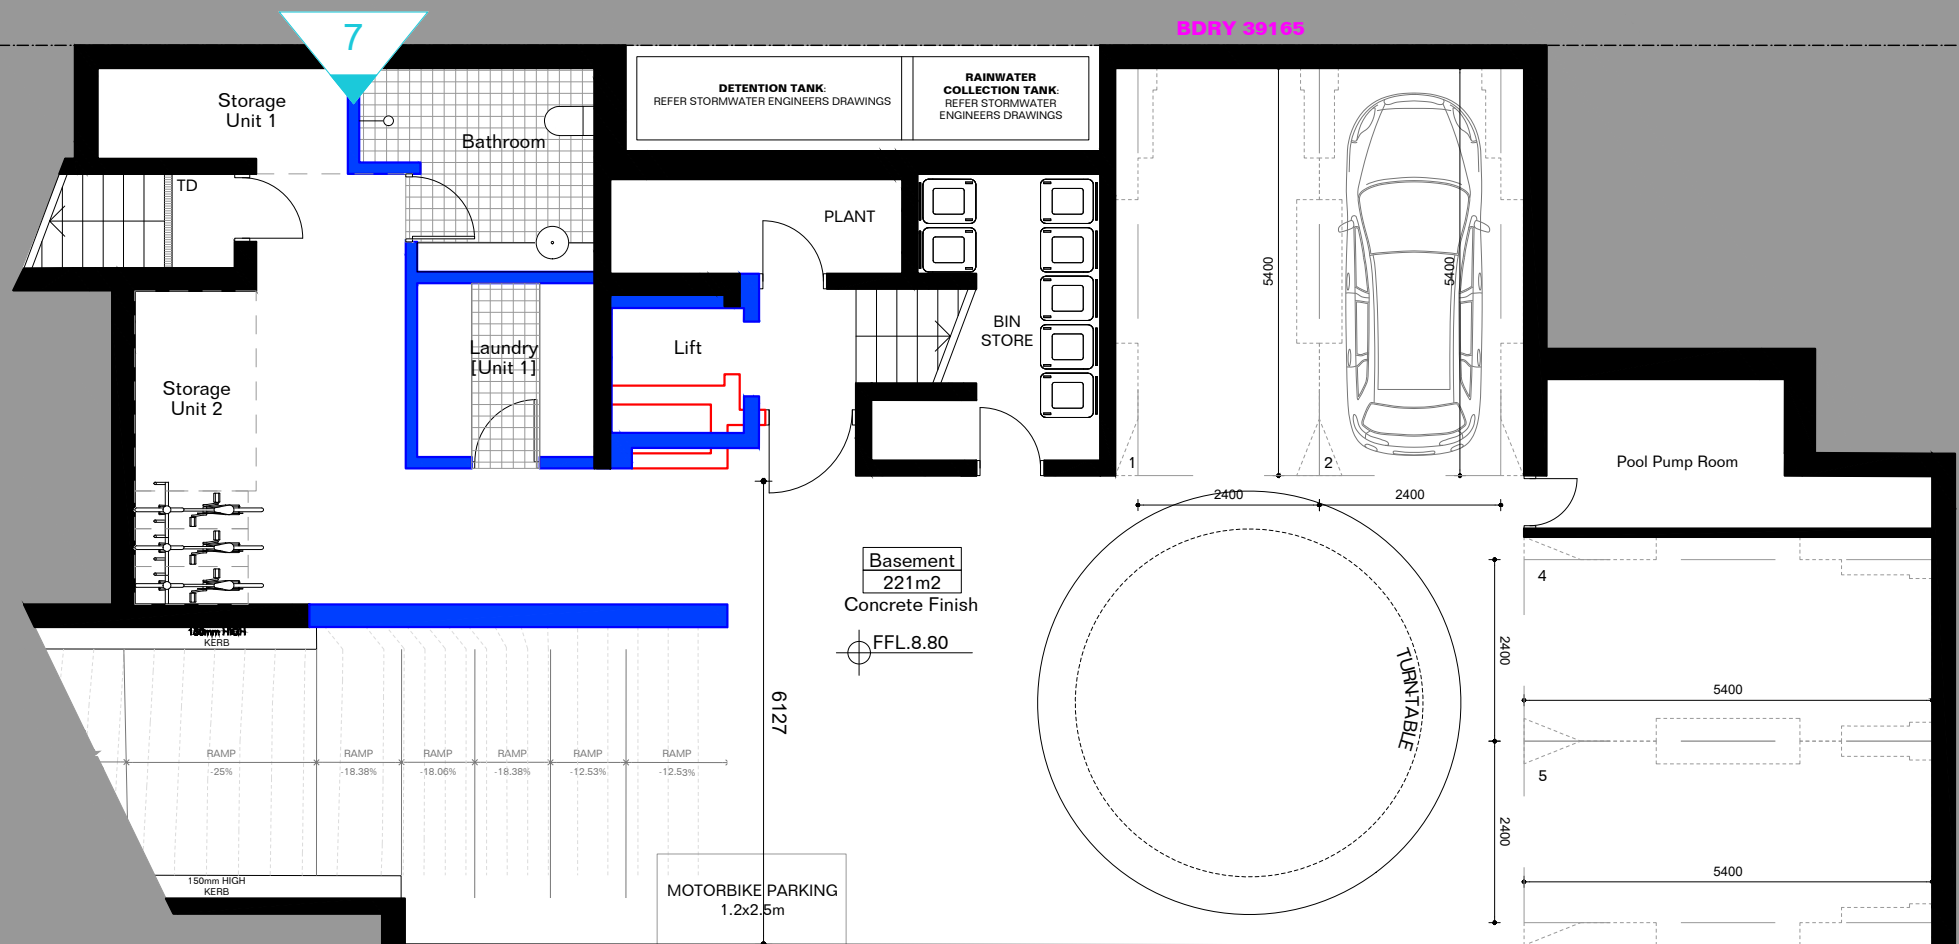 BDRY 39165
7
Storage
Unit 1
Bathroom
DETENTION TANK:
REFER STORMWATER ENGINEERS DRAWINGS
RAINWATER
COLLECTION TANK:
REFER STORMWATER
ENGINEERS DRAWINGS
TD
PLANT
BIN
STORE
Lift
Laundry
[Unit 1]
Storage
Unit 2
5400
5400
1
2
Pool Pump Room
2400
2400
Basement
221m2
Concrete Finish
FFL.8.80
4
2400
5400
5
2400
5400
TURN-TABLE
6127
150mm HIGH
KERB
RAMP
-25%
RAMP
-18.38%
RAMP
-18.06%
RAMP
-18.38%
RAMP
-12.53%
RAMP
-12.53%
150mm HIGH
KERB
MOTORBIKE PARKING
1.2x2.5m